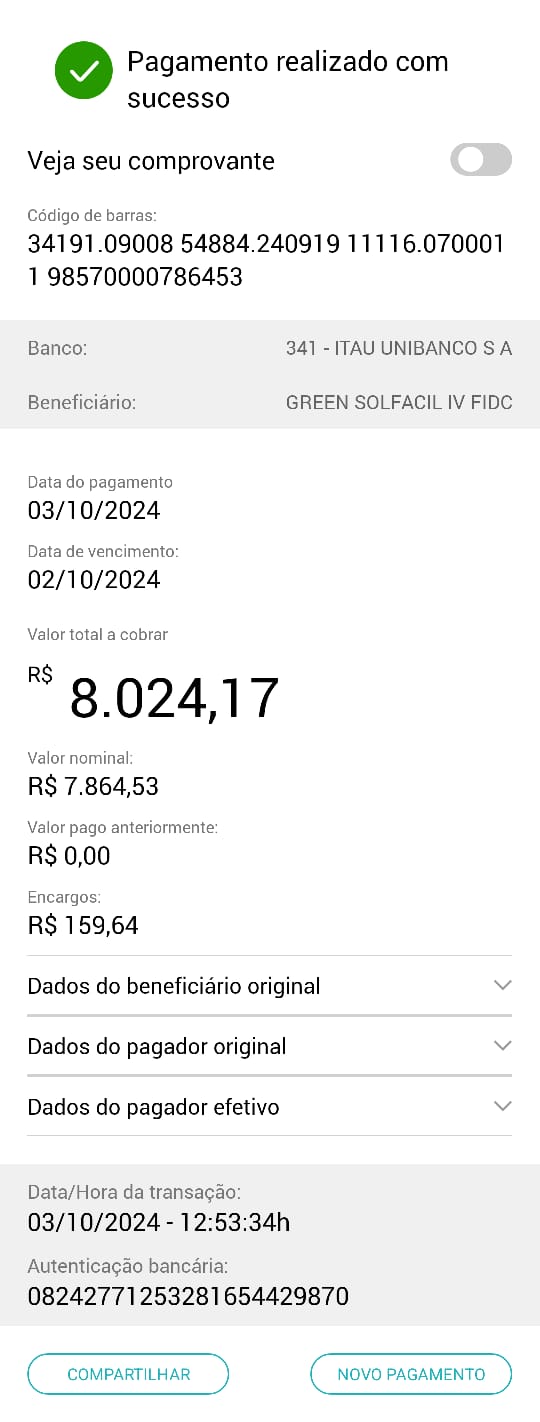 Pagamento realizado com
sucesso
Veja seu comprovante
Código de barras:
34191.09008 54884.240919 11116.070001
1 98570000786453
Banco: 341 - ITAU UNIBANCO S A
Beneficiário: GREEN SOLFACIL IV FIDC
Data do pagamento
03/10/2024
Data de vencimento:
02/10/2024
Valor total a cobrar
R$ 8.024,17
Valor nominal:
R$ 7.864,53
Valor pago anteriormente:
R$ 0,00
Encargos:
R$ 159,64
Dados do beneficiário original
Dados do pagador original
Dados do pagador efetivo
Data/Hora da transação:
03/10/2024 - 12:53:34h
Autenticação bancária:
08242771253281654429870
COMPARTILHAR NOVO PAGAMENTO